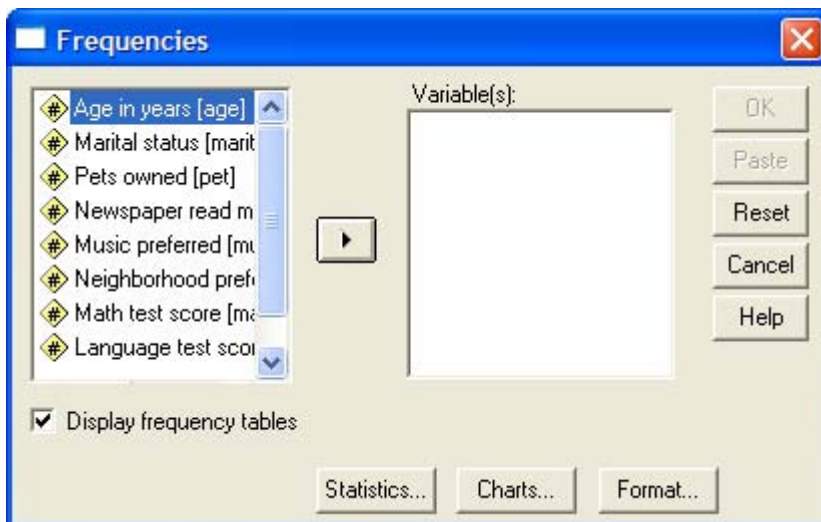 Frequencies
Age in years [age]
Marital status [marit
Pets owned [pet]
Newspaper read m
Music preferred [mu
Neighborhood prefe
Math test score [ma
Language test scor
Variable(s):
OK
Paste
Reset
Cancel
Help
Display frequency tables
Statistics...
Charts...
Format...